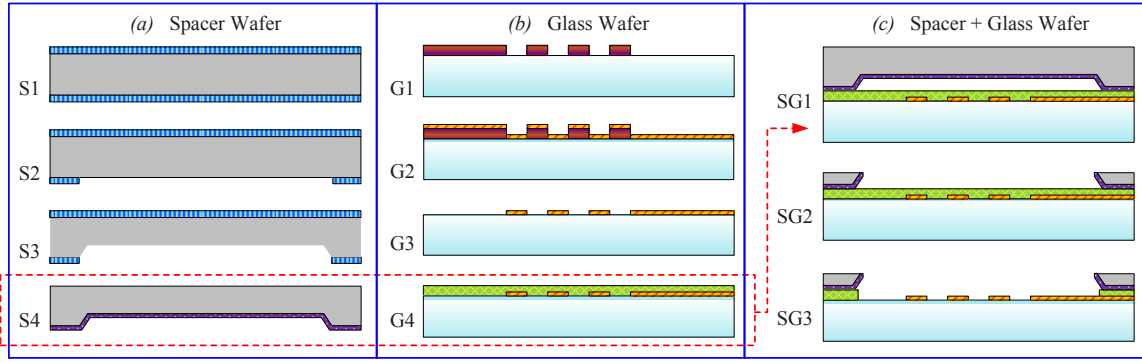 (a) Spacer Wafer
S1
S2
S3
S4
(b) Glass Wafer
G1
G2
G3
G4
(c) Spacer + Glass Wafer
SG1
SG2
SG3